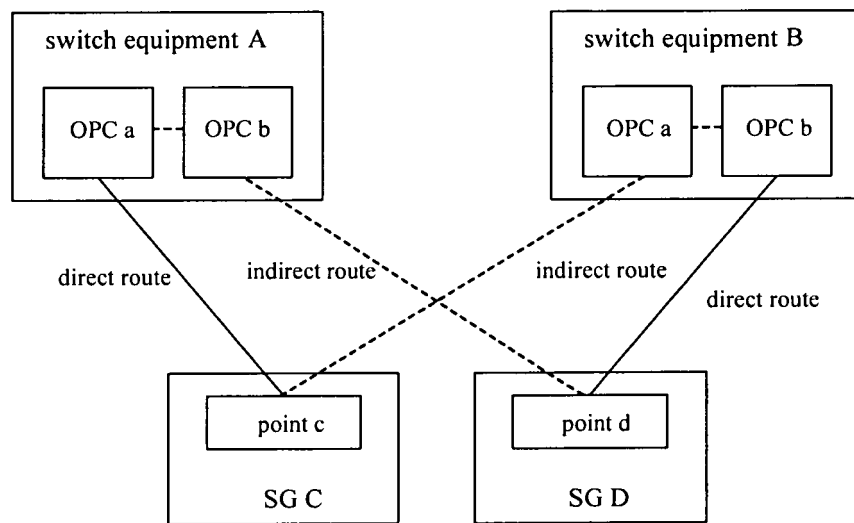 switch equipment A
switch equipment B
OPC a
OPC b
OPC a
OPC b
direct route
indirect route
indirect route
direct route
point c
point d
SG C
SG D